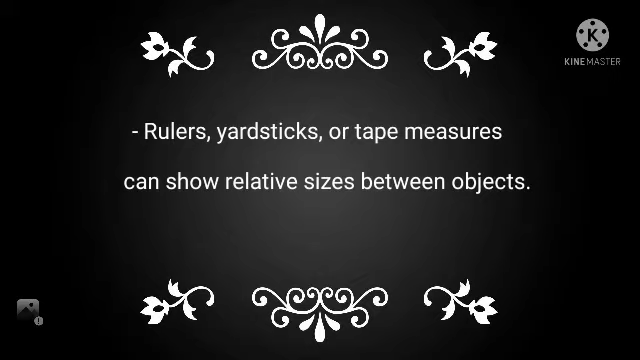 KINEMASTER
- Rulers, yardsticks, or tape measures
can show relative sizes between objects.